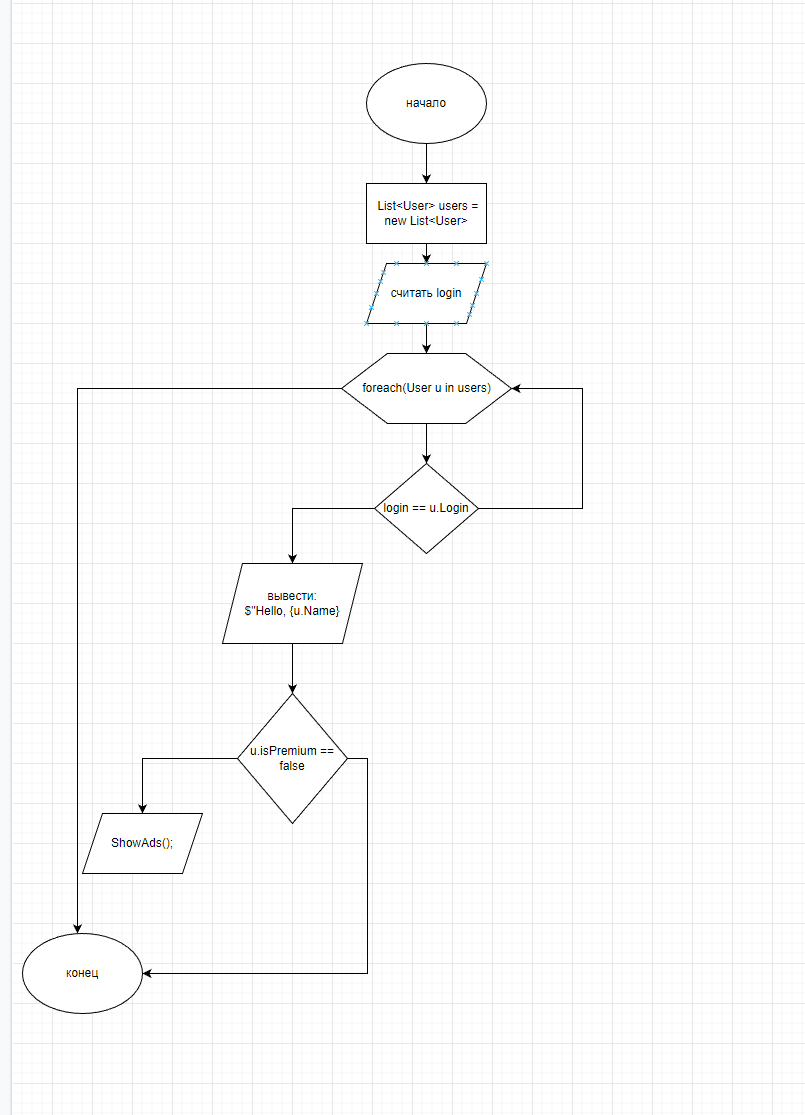 начало
List<User> users =
new List<User>
считать login
foreach(User u in users)
login == u.Login
вывести:
$"Hello, {u.Name}
u.isPremium ==
false
ShowAds();
конец